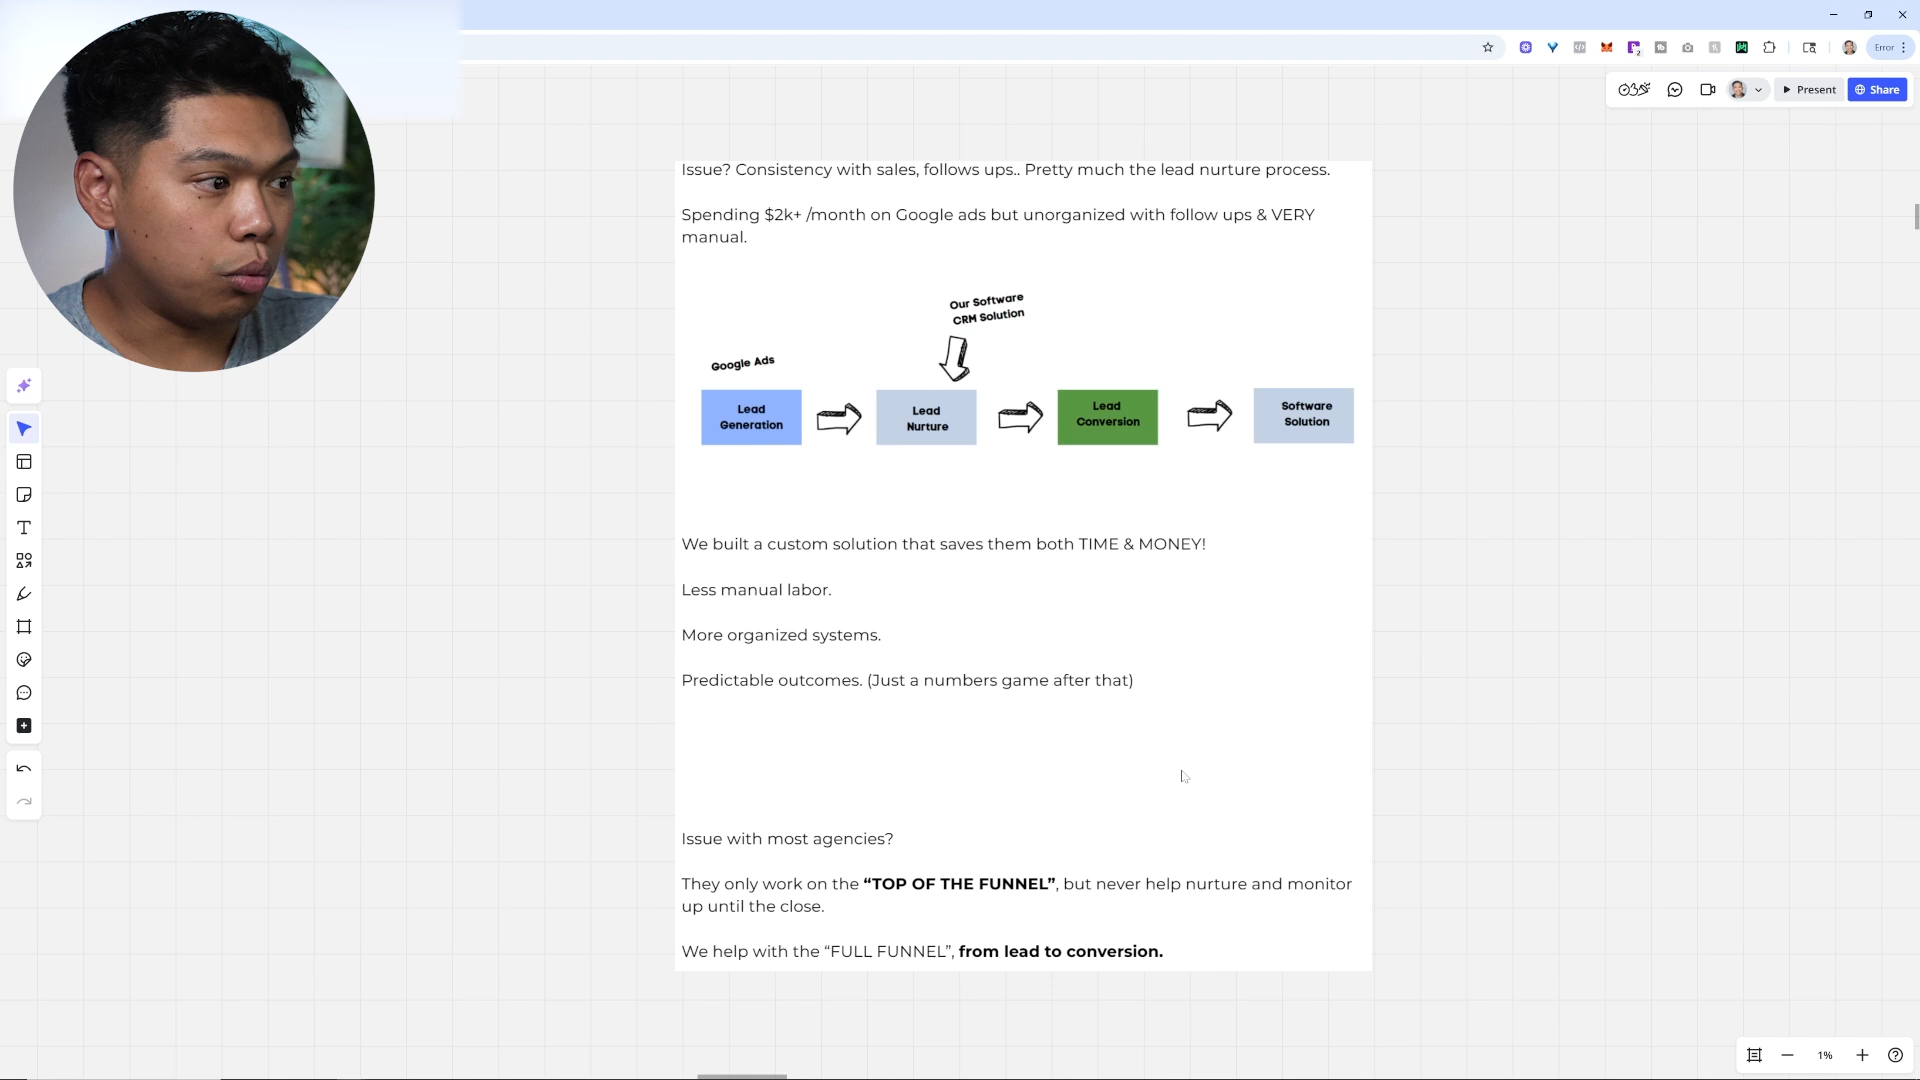 Error
2
Present
Share
Issue? Consistency with sales, follows ups.. Pretty much the lead nurture process.
Spending $2k+ /month on Google ads but unorganized with follow ups & VERY
manual.
Our Software
CRM Solution
Google Ads
Lead
Generation
Lead
Nurture
Lead
Conversion
Software
Solution
We built a custom solution that saves them both TIME & MONEY!
Less manual labor.
More organized systems.
Predictable outcomes. (Just a numbers game after that)
Issue with most agencies?
They only work on the “TOP OF THE FUNNEL”, but never help nurture and monitor
up until the close.
We help with the “FULL FUNNEL”, from lead to conversion.
1%